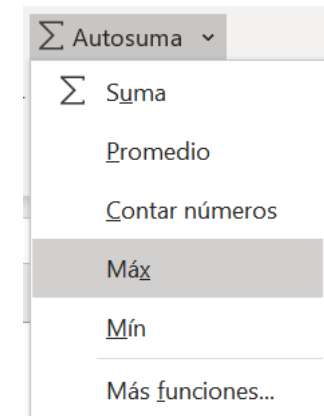 ∑ Autosuma
∑ Suma
Promedio
Contar números
Máx
Mín
Más funciones...